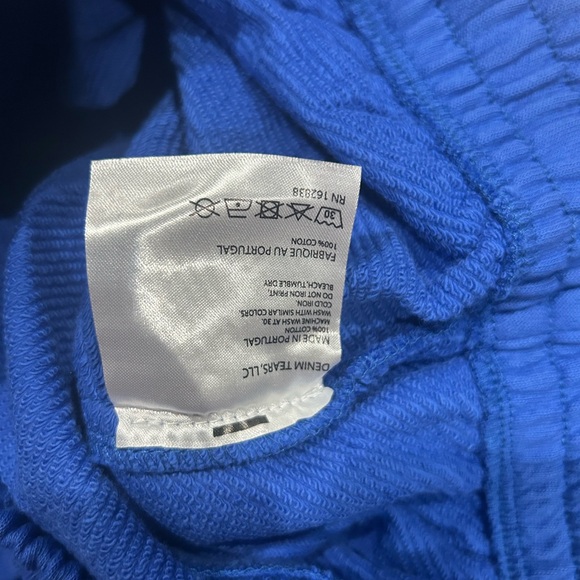 DENIM TEARS, LLC
MADE IN PORTUGAL
100% COTTON
MACHINE WASH AT 30.
WASH WITH SIMILAR COLORS.
COLD IRON.
DO NOT IRON PRINT,
BLEACH, TUMBLE DRY
FABRIQUE AU PORTUGAL
100% COTON
30
RN 162838